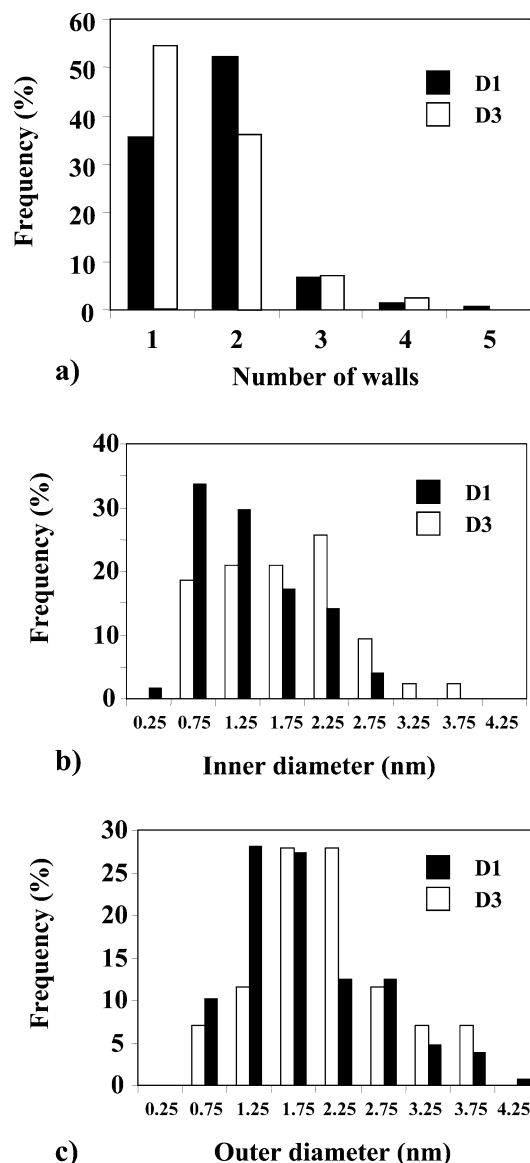 60
50
40
30
20
10
0
Frequency (%)
D1
D3
1 2 3 4 5
a) Number of walls
40
30
20
10
0
Frequency (%)
D1
D3
0.25 0.75 1.25 1.75 2.25 2.75 3.25 3.75 4.25
b) Inner diameter (nm)
30
25
20
15
10
5
0
Frequency (%)
D1
D3
0.25 0.75 1.25 1.75 2.25 2.75 3.25 3.75 4.25
c) Outer diameter (nm)